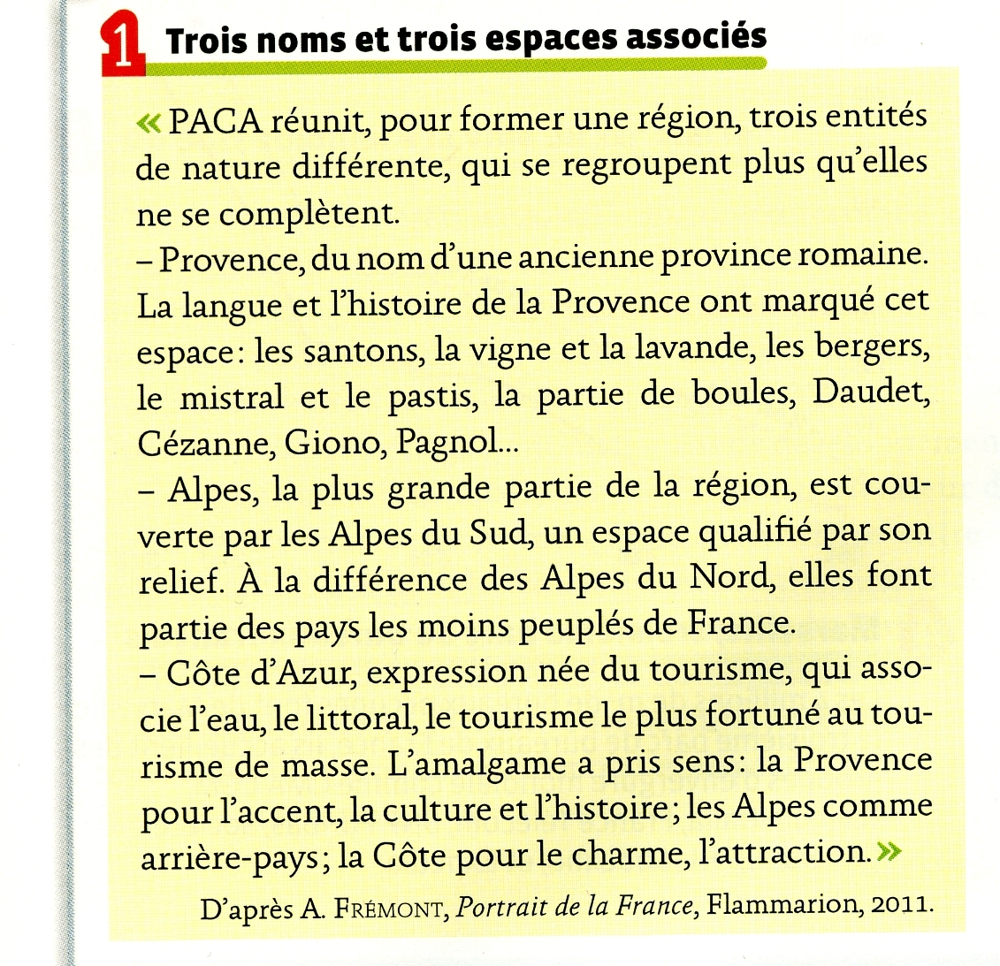 1 Trois noms et trois espaces associés
« PACA réunit, pour former une région, trois entités
de nature différente, qui se regroupent plus qu'elles
ne se complètent.
– Provence, du nom d'une ancienne province romaine.
La langue et l'histoire de la Provence ont marqué cet
espace : les santons, la vigne et la lavande, les bergers,
le mistral et le pastis, la partie de boules, Daudet,
Cézanne, Giono, Pagnol...
– Alpes, la plus grande partie de la région, est cou-
verte par les Alpes du Sud, un espace qualifié par son
relief. À la différence des Alpes du Nord, elles font
partie des pays les moins peuplés de France.
– Côte d'Azur, expression née du tourisme, qui asso-
cie l'eau, le littoral, le tourisme le plus fortuné au tou-
risme de masse. L'amalgame a pris sens : la Provence
pour l'accent, la culture et l'histoire ; les Alpes comme
arrière-pays ; la Côte pour le charme, l'attraction. »
D'après A. FRÉMONT, Portrait de la France, Flammarion, 2011.